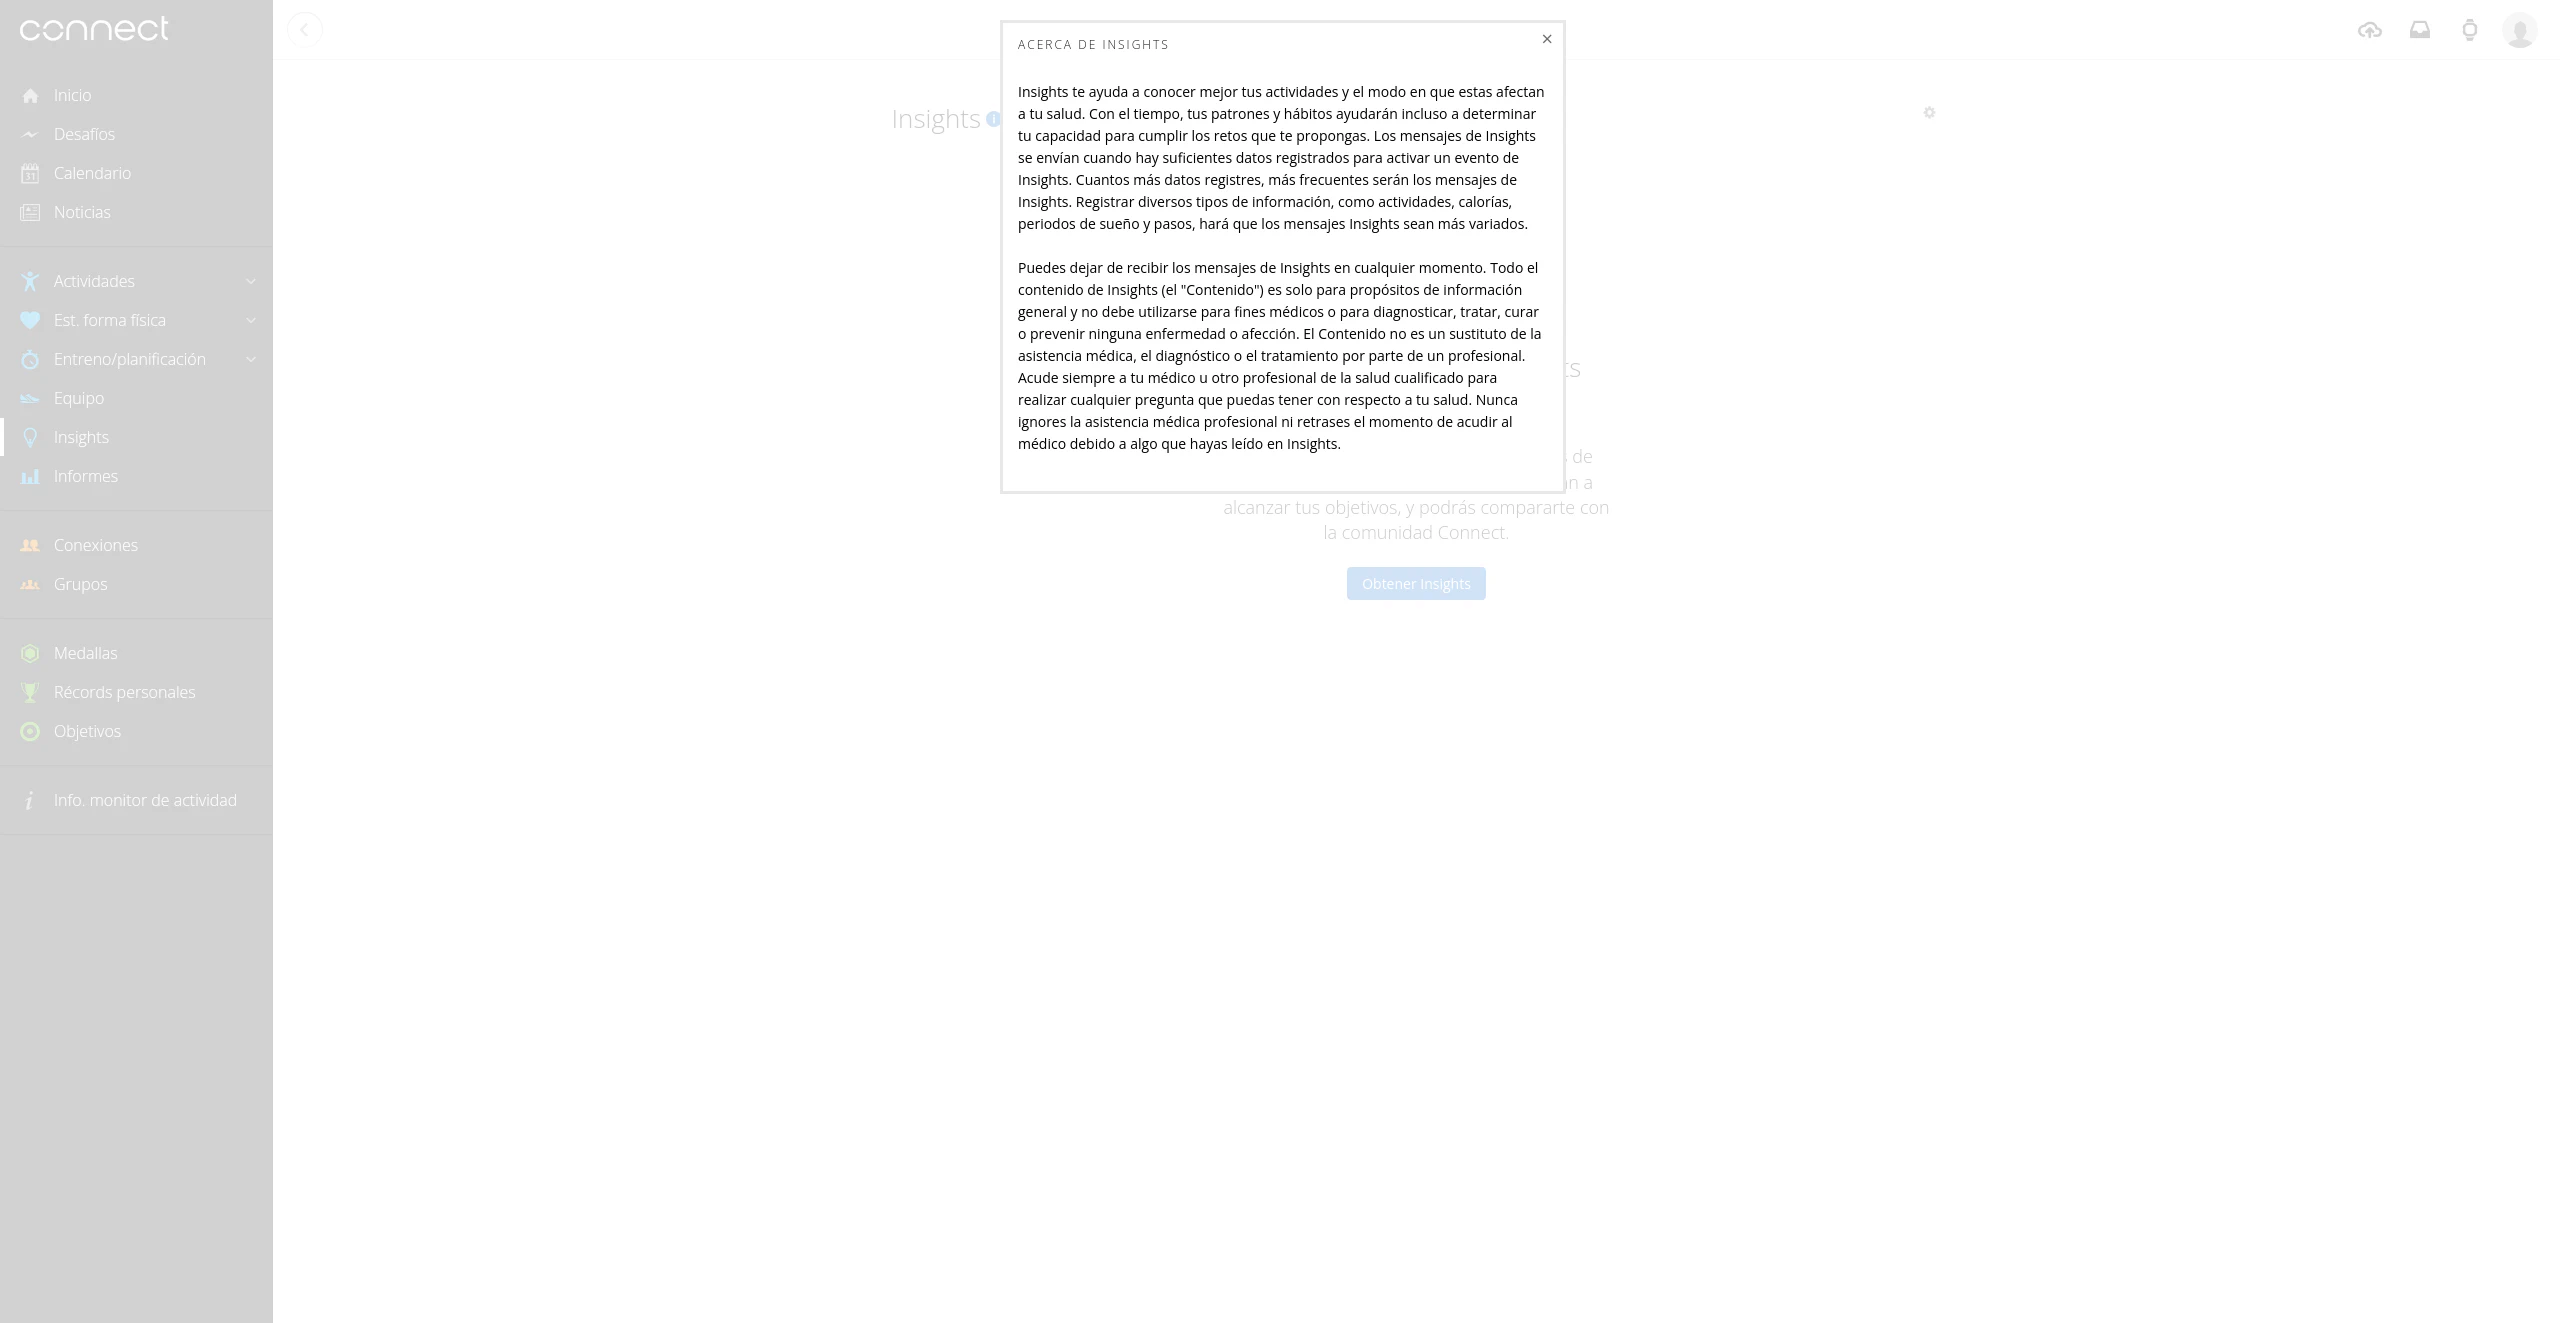 connect
Inicio
Desafíos
Calendario
31
Noticias
Actividades
Est. forma física
Entreno/planificación
Equipo
Insights
Informes
Conexiones
Grupos
Medallas
Récords personales
Objetivos
i
Info. monitor de actividad
Insights
i
ACERCA DE INSIGHTS
×
Insights te ayuda a conocer mejor tus actividades y el modo en que estas afectan
a tu salud. Con el tiempo, tus patrones y hábitos ayudarán incluso a determinar
tu capacidad para cumplir los retos que te propongas. Los mensajes de Insights
se envían cuando hay suficientes datos registrados para activar un evento de
Insights. Cuantos más datos registres, más frecuentes serán los mensajes de
Insights. Registrar diversos tipos de información, como actividades, calorías,
periodos de sueño y pasos, hará que los mensajes Insights sean más variados.
Puedes dejar de recibir los mensajes de Insights en cualquier momento. Todo el
contenido de Insights (el "Contenido") es solo para propósitos de información
general y no debe utilizarse para fines médicos o para diagnosticar, tratar, curar
o prevenir ninguna enfermedad o afección. El Contenido no es un sustituto de la
asistencia médica, el diagnóstico o el tratamiento por parte de un profesional.
Acude siempre a tu médico u otro profesional de la salud cualificado para
realizar cualquier pregunta que puedas tener con respecto a tu salud. Nunca
ignores la asistencia médica profesional ni retrases el momento de acudir al
médico debido a algo que hayas leído en Insights.
de
a
alcanzar tus objetivos, y podrás compararte con
la comunidad Connect.
Obtener Insights